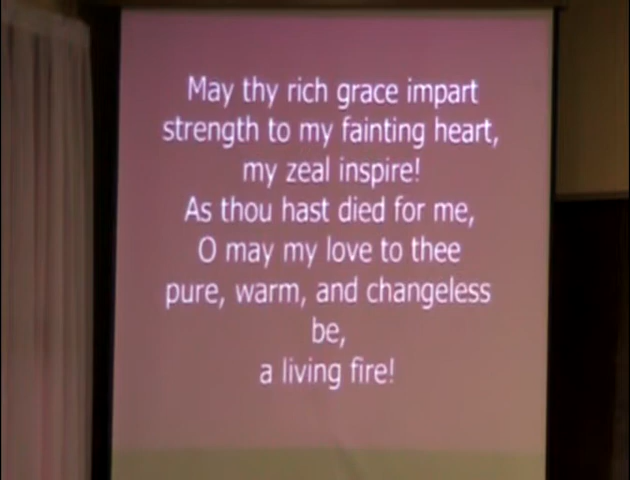 May thy rich grace impart
strength to my fainting heart,
my zeal inspire!
As thou hast died for me,
O may my love to thee
pure, warm, and changeless
be,
a living fire!